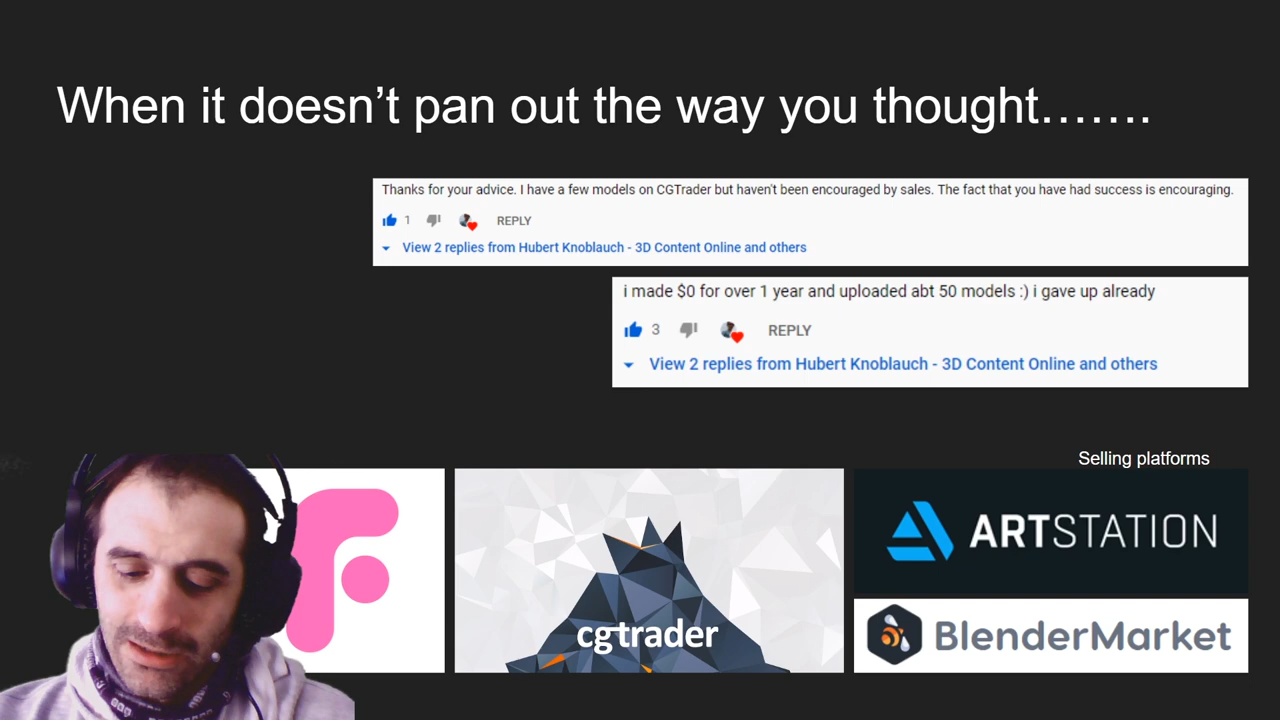 When it doesn’t pan out the way you thought.......
Thanks for your advice. I have a few models on CGTrader but haven't been encouraged by sales. The fact that you have had success is encouraging.
1 REPLY
View 2 replies from Hubert Knoblauch - 3D Content Online and others
i made $0 for over 1 year and uploaded abt 50 models :) i gave up already
3 REPLY
View 2 replies from Hubert Knoblauch - 3D Content Online and others
Selling platforms
ARTSTATION
cgtrader
BlenderMarket